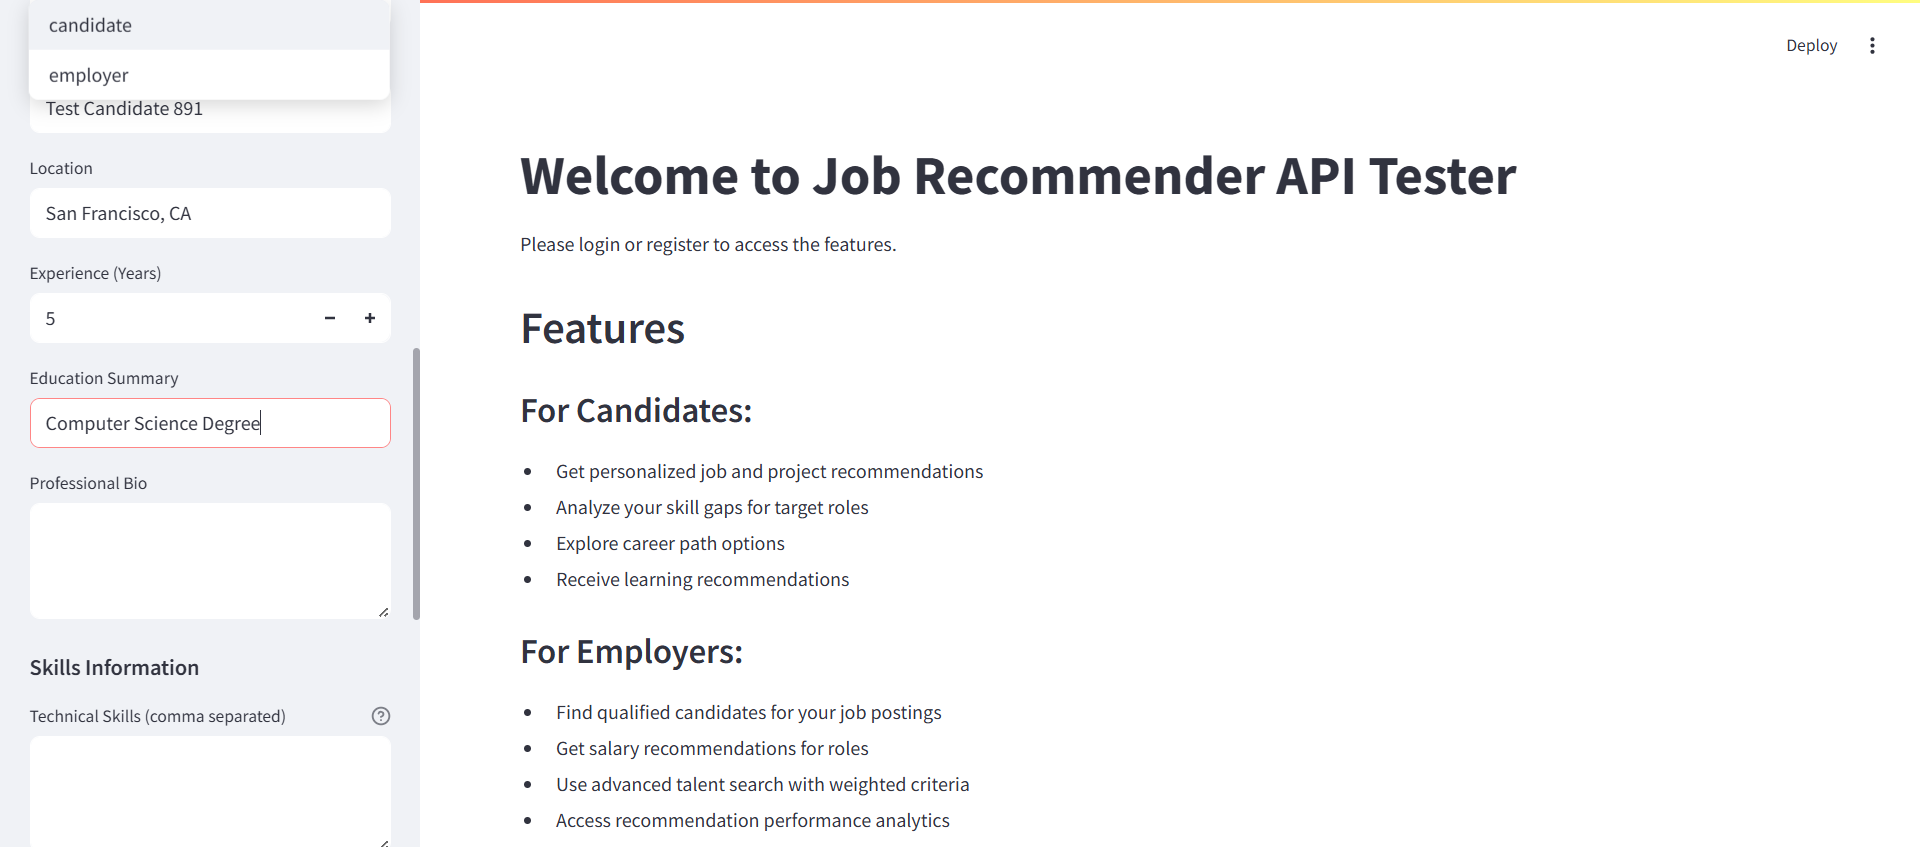 candidate
employer
Test Candidate 891
Location
San Francisco, CA
Experience (Years)
5
Education Summary
Computer Science Degree
Professional Bio
Skills Information
Technical Skills (comma separated)
Deploy
Welcome to Job Recommender API Tester
Please login or register to access the features.
Features
For Candidates:
Get personalized job and project recommendations
Analyze your skill gaps for target roles
Explore career path options
Receive learning recommendations
For Employers:
Find qualified candidates for your job postings
Get salary recommendations for roles
Use advanced talent search with weighted criteria
Access recommendation performance analytics